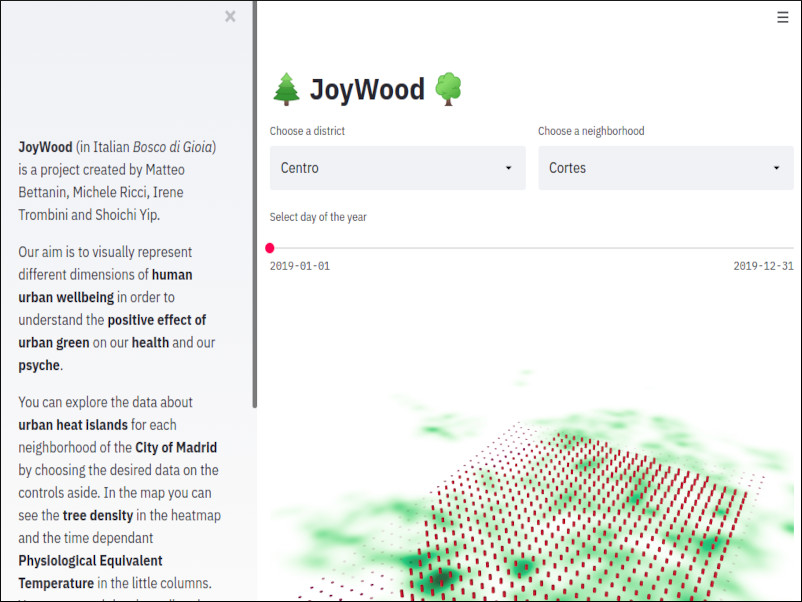 JoyWood (in Italian Bosco di Gioia)
is a project created by Matteo
Bettanin, Michele Ricci, Irene
Trombini and Shoichi Yip.
Our aim is to visually represent
different dimensions of human
urban wellbeing in order to
understand the positive effect of
urban green on our health and our
psyche.
You can explore the data about
urban heat islands for each
neighborhood of the City of Madrid
by choosing the desired data on the
controls aside. In the map you can
see the tree density in the heatmap
and the time dependant
Physiological Equivalent
Temperature in the little columns.
JoyWood
Choose a district
Choose a neighborhood
Centro
Cortes
Select day of the year
2019-01-01
2019-12-31